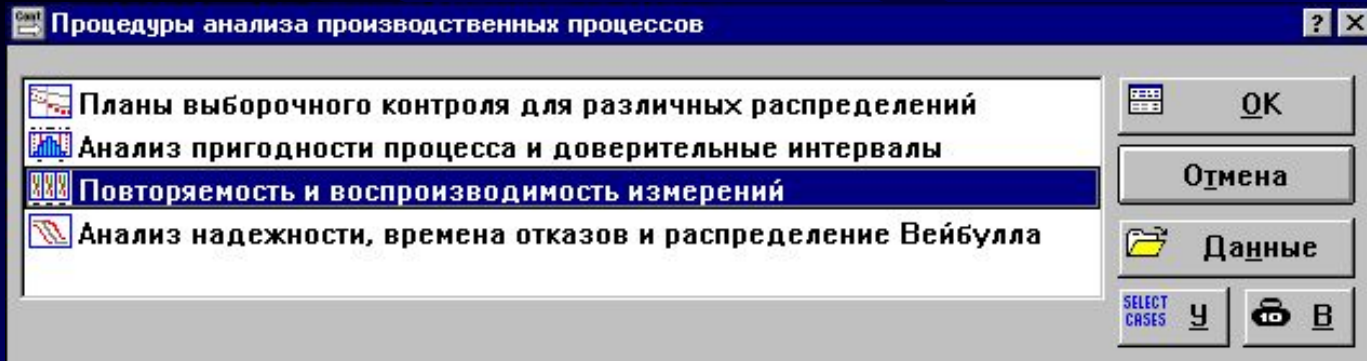 Процедуры анализа производственных процессов
? X
Планы выборочного контроля для различных распределений
OK
Анализ пригодности процесса и доверительные интервалы
Повторяемость и воспроизводимость измерений
Отмена
Анализ надежности, времена отказов и распределение Вейбулла
Данные
SELECT CASES У
10 В